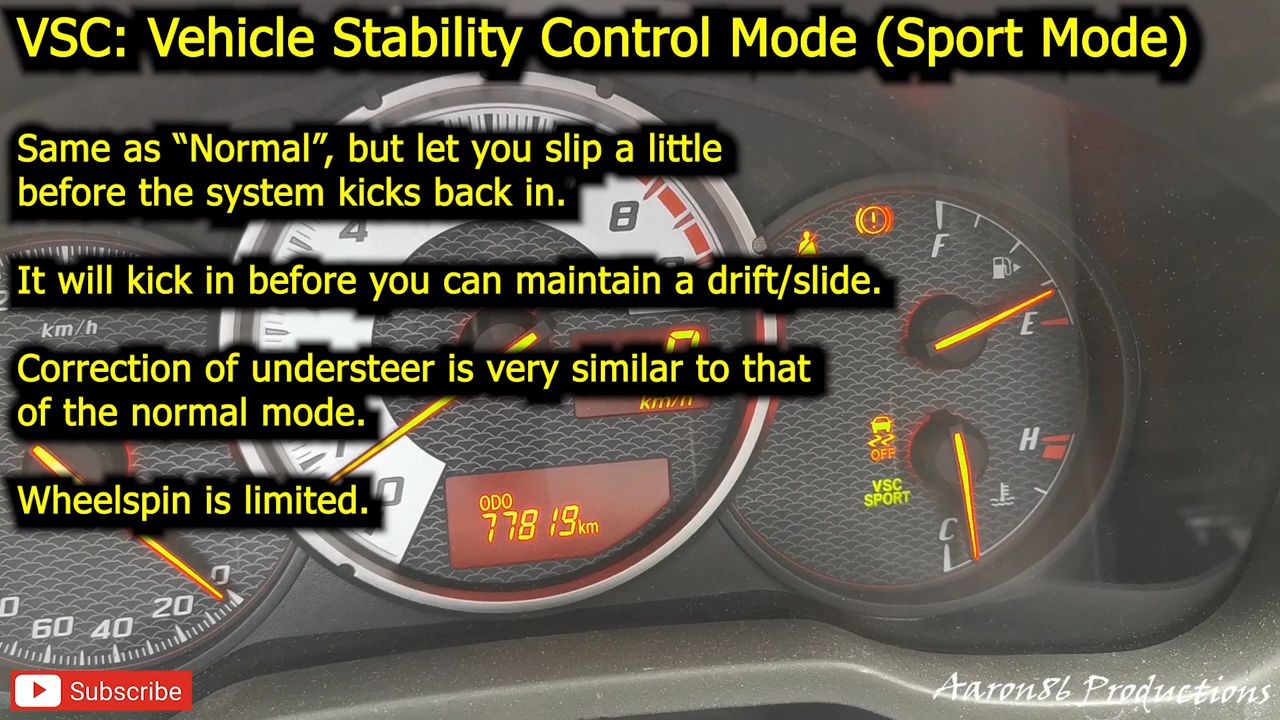 VSC: Vehicle Stability Control Mode (Sport Mode)
Same as “Normal”, but let you slip a little
before the system kicks back in.
It will kick in before you can maintain a drift/slide.
Correction of understeer is very similar to that
of the normal mode.
Wheelspin is limited.
4
8
F
E
km/h
0
km/h
OFF
VSC
SPORT
H
C
ODO
77819km
0
0
20
40
60
0
Subscribe
Aaron86 Productions